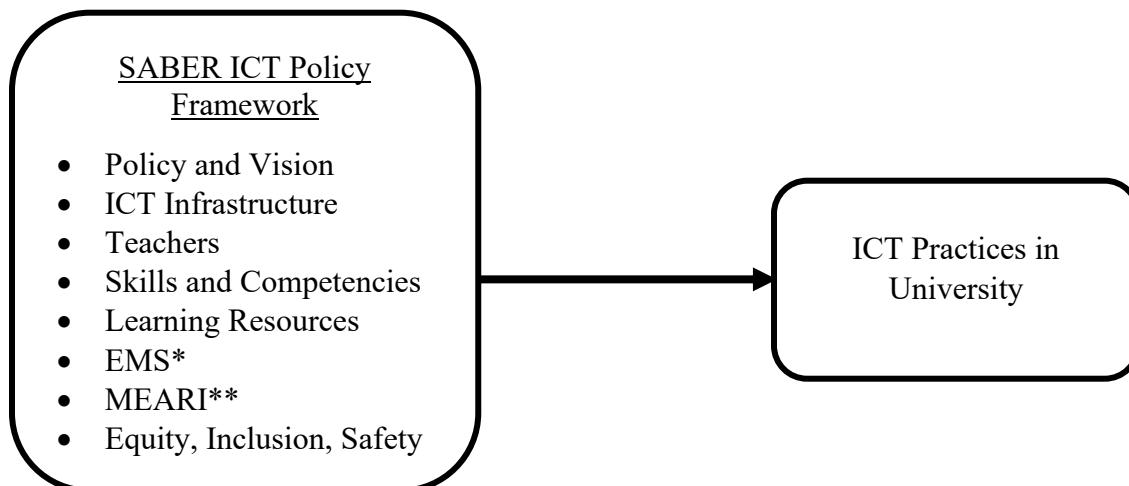 SABER ICT Policy
Framework
• Policy and Vision
• ICT Infrastructure
• Teachers
• Skills and Competencies
• Learning Resources
• EMS*
• MEARI**
• Equity, Inclusion, Safety
ICT Practices in
University